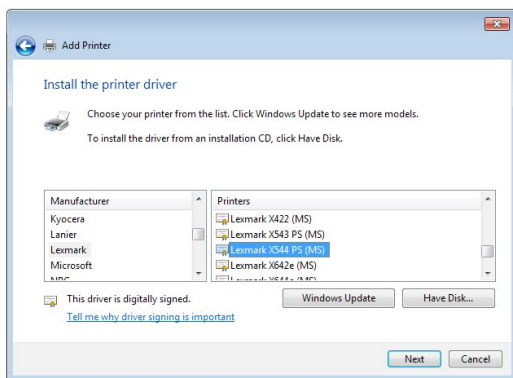 Add Printer
Install the printer driver
Choose your printer from the list. Click Windows Update to see more models.
To install the driver from an installation CD, click Have Disk.
Manufacturer
Kyocera
Lanier
Lexmark
Microsoft
Printers
Lexmark X422 (MS)
Lexmark X543 PS (MS)
Lexmark X544 PS (MS)
Lexmark X642e (MS)
This driver is digitally signed.
Tell me why driver signing is important
Windows Update
Have Disk...
Next
Cancel